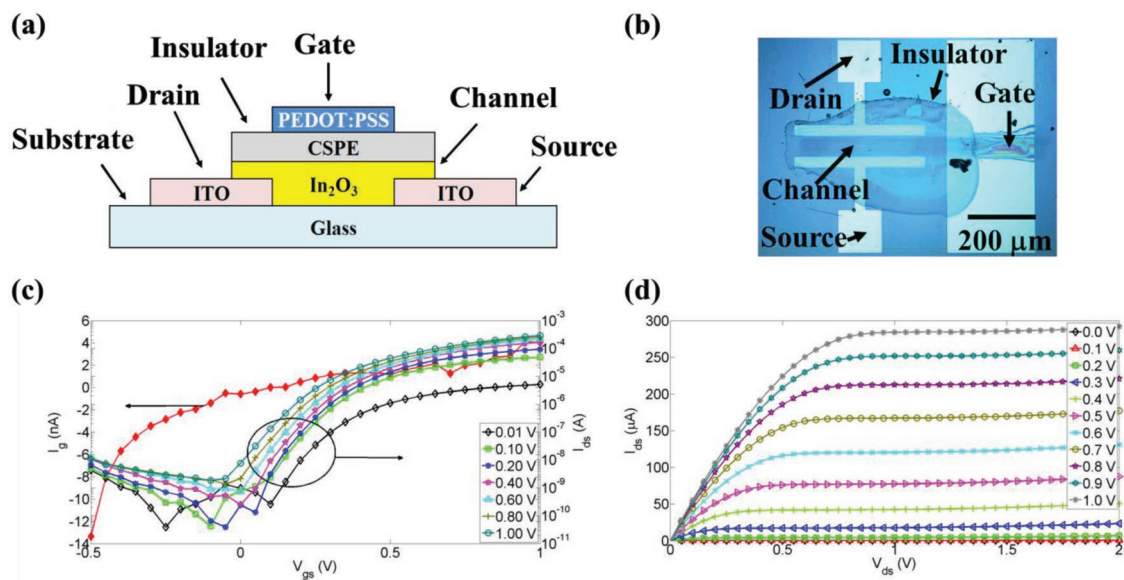 (a)
Insulator
Gate
Drain
Channel
Substrate
Source
PEDOT:PSS
CSPE
In₂O₃
ITO
ITO
Glass
(b)
Insulator
Drain
Gate
Channel
Source
200 μm
(c)
6
4
2
0
-2
-4
-6
-8
-10
-12
-14
I_g (nA)
10⁻³
10⁻⁴
10⁻⁵
10⁻⁶
10⁻⁷
10⁻⁸
10⁻⁹
10⁻¹⁰
10⁻¹¹
I_ds (A)
0.01 V
0.10 V
0.20 V
0.40 V
0.60 V
0.80 V
1.00 V
-0.5
0
0.5
1
V_gs (V)
(d)
300
250
200
150
100
50
0
I_ds (μA)
0.0 V
0.1 V
0.2 V
0.3 V
0.4 V
0.5 V
0.6 V
0.7 V
0.8 V
0.9 V
1.0 V
0
0.5
1
1.5
2
V_ds (V)